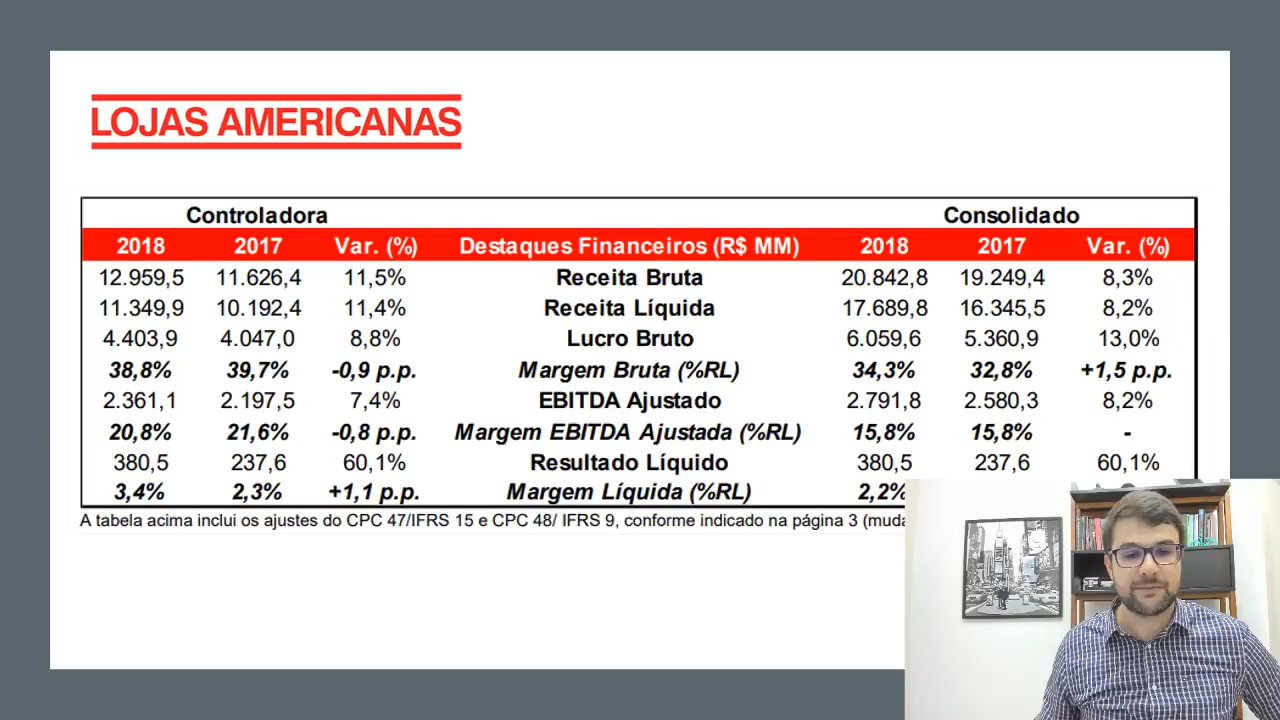 LOJAS AMERICANAS
Controladora Consolidado
2018 2017 Var. (%) Destaques Financeiros (R$ MM) 2018 2017 Var. (%)
12.959,5 11.626,4 11,5% Receita Bruta 20.842,8 19.249,4 8,3%
11.349,9 10.192,4 11,4% Receita Líquida 17.689,8 16.345,5 8,2%
4.403,9 4.047,0 8,8% Lucro Bruto 6.059,6 5.360,9 13,0%
38,8% 39,7% -0,9 p.p. Margem Bruta (%RL) 34,3% 32,8% +1,5 p.p.
2.361,1 2.197,5 7,4% EBITDA Ajustado 2.791,8 2.580,3 8,2%
20,8% 21,6% -0,8 p.p. Margem EBITDA Ajustada (%RL) 15,8% 15,8% -
380,5 237,6 60,1% Resultado Líquido 380,5 237,6 60,1%
3,4% 2,3% +1,1 p.p. Margem Líquida (%RL) 2,2%
A tabela acima inclui os ajustes do CPC 47/IFRS 15 e CPC 48/ IFRS 9, conforme indicado na página 3 (muda